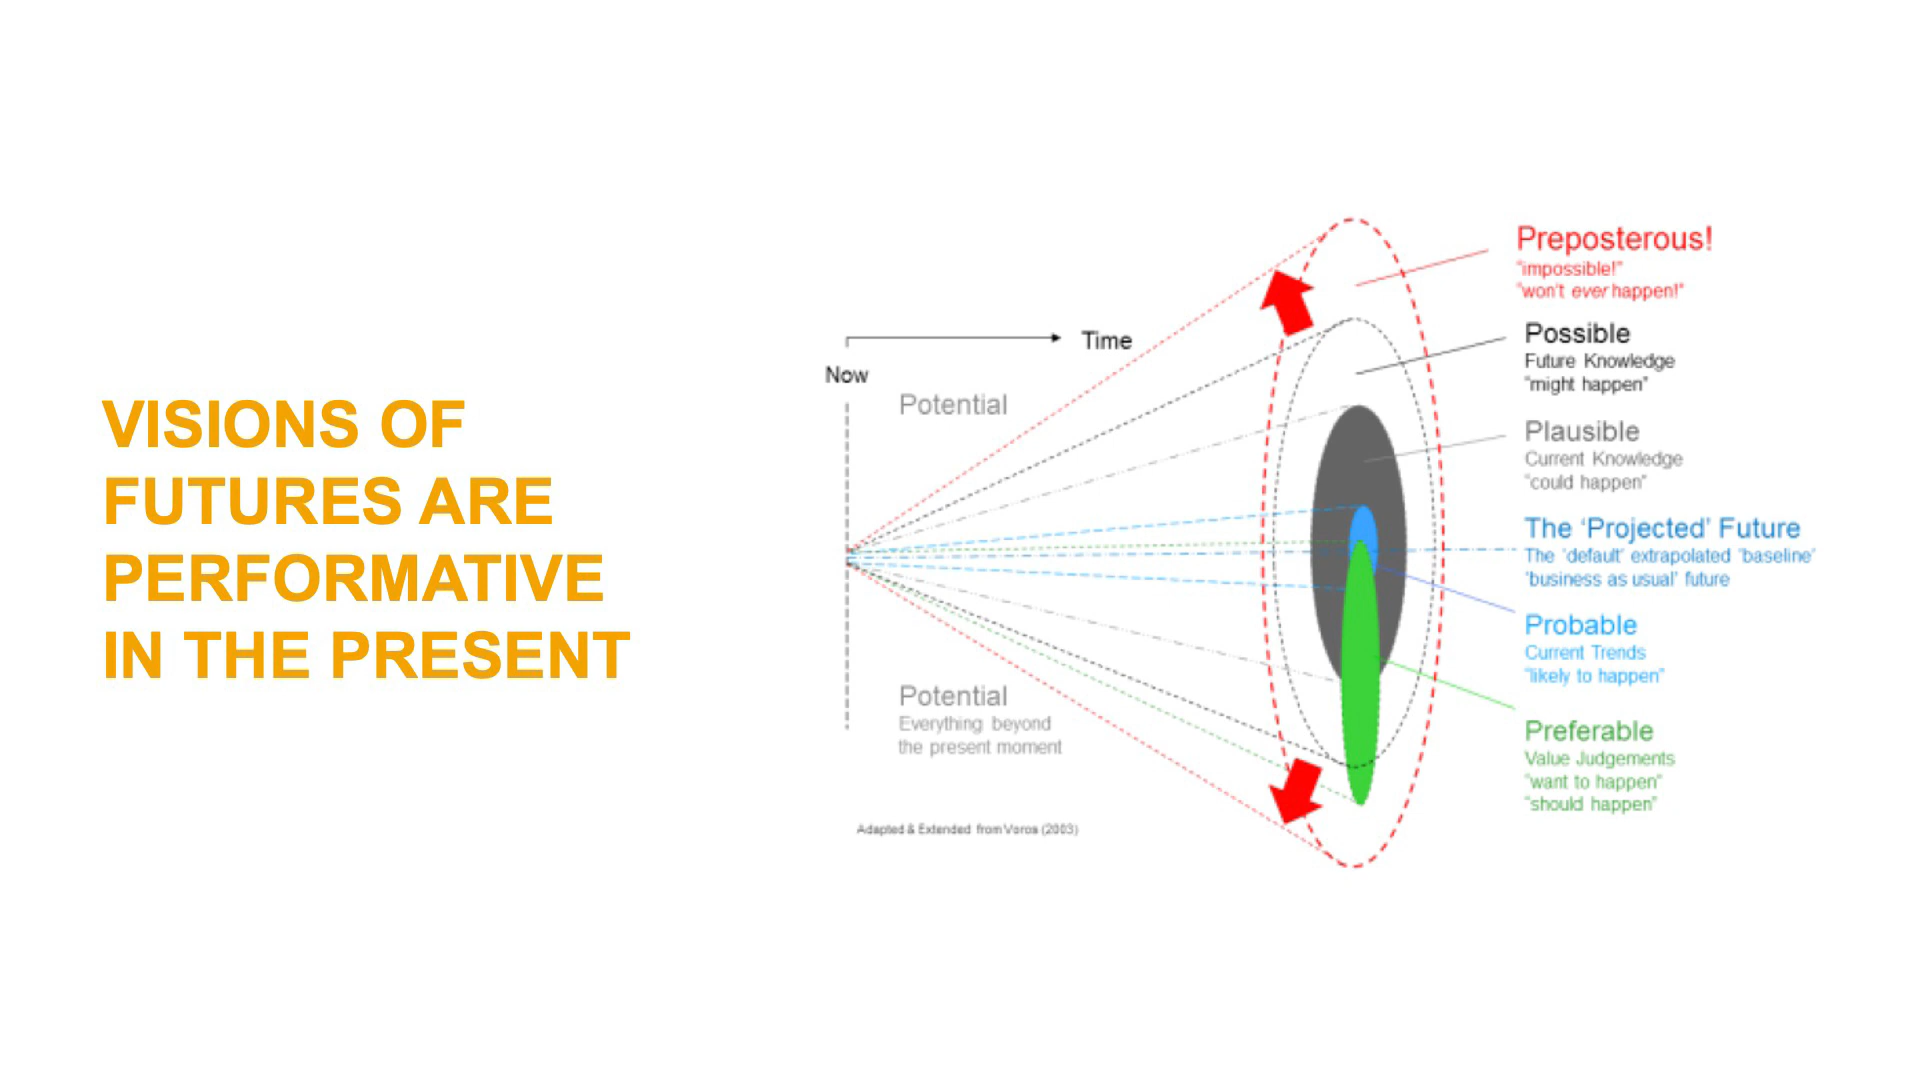 VISIONS OF
FUTURES ARE
PERFORMATIVE
IN THE PRESENT
Time
Now
Potential
Potential
Everything beyond
the present moment
Adapted & Extended from Voros (2003)
Preposterous!
"impossible!"
"won't ever happen!"
Possible
Future Knowledge
"might happen"
Plausible
Current Knowledge
"could happen"
The 'Projected' Future
The 'default' extrapolated 'baseline'
'business as usual' future
Probable
Current Trends
"likely to happen"
Preferable
Value Judgements
"want to happen"
"should happen"